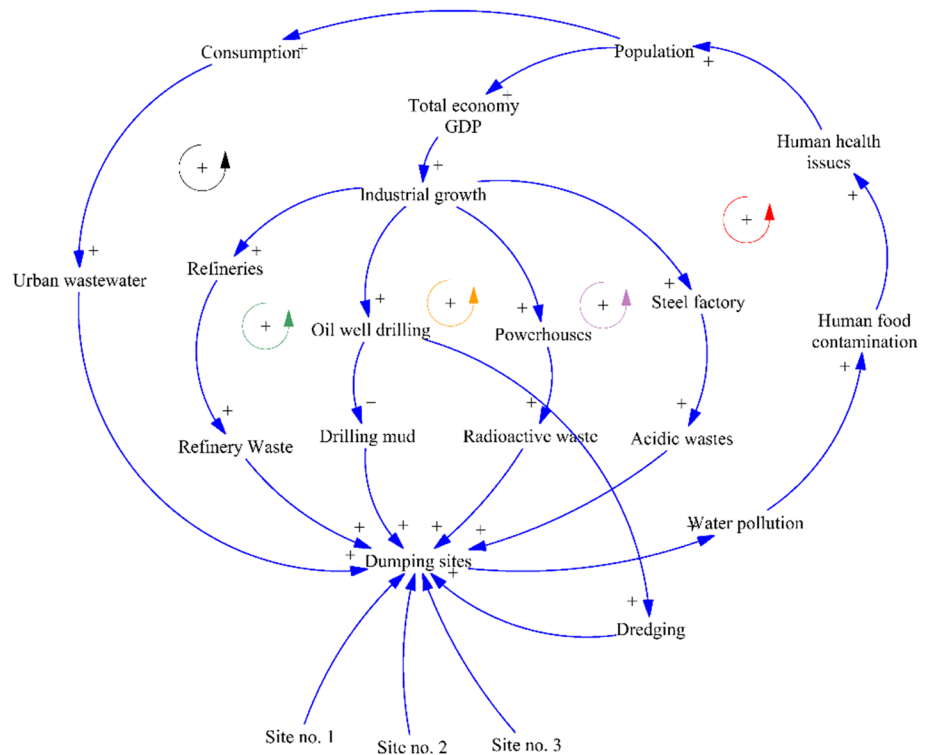 Consumption
+
Population
+
Total economy
GDP
+
+
Human health
issues
+
+
Industrial growth
+
+
Urban wastewater
Refineries
+
+
Steel factory
+
+
+
+
+
Oil well drilling
+
Powerhouses
+
Human food
contamination
+
+
−
+
+
Refinery Waste
Drilling mud
Radioactive waste
Acidic wastes
Water pollution
+
+
+
+
+
+
Dumping sites
+
+
Dredging
Site no. 1
Site no. 2
Site no. 3